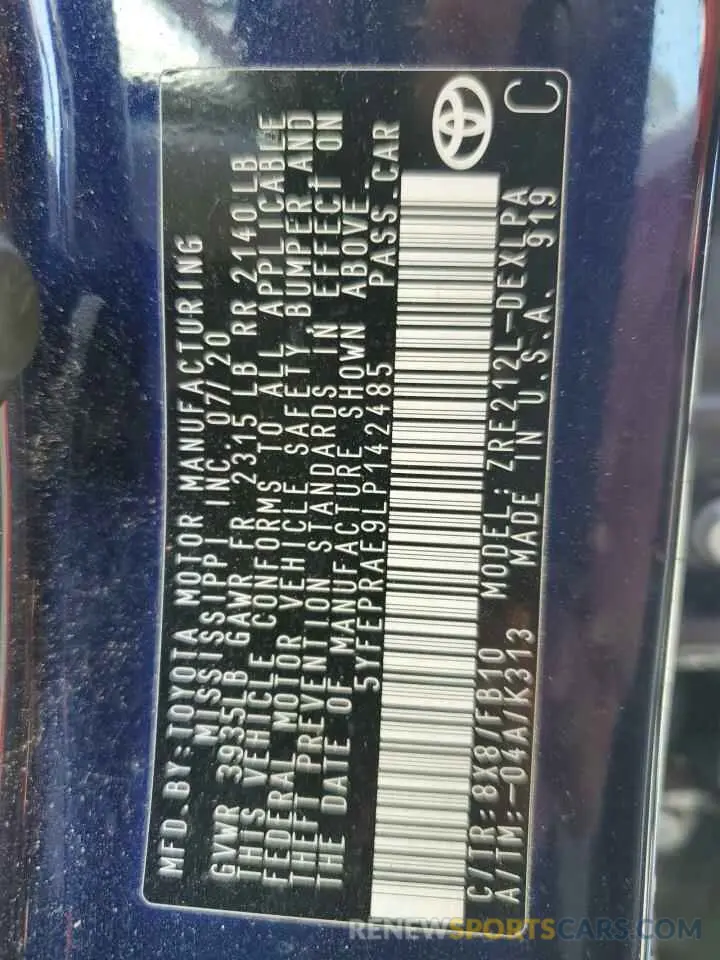 MFD.BY:TOYOTA MOTOR MANUFACTURING
MISSISSIPPI INC 07/20
GVWR 3935LB GAWR FR 2315 LB RR 2140LB
THIS VEHICLE CONFORMS TO ALL APPLICABLE
FEDERAL MOTOR VEHICLE SAFETY, BUMPER, AND
THEFT PREVENTION STANDARDS IN EFFECT ON
THE DATE OF MANUFACTURE SHOWN ABOVE.
5YFEPRAE9LP142485 PASS.CAR
C/TR:8X8/FB10 MODEL:ZRE212L-DEXLPA
A/TM:-04A/K313 MADE IN U.S.A. 919
C
RENEWSPORTSCARS.COM